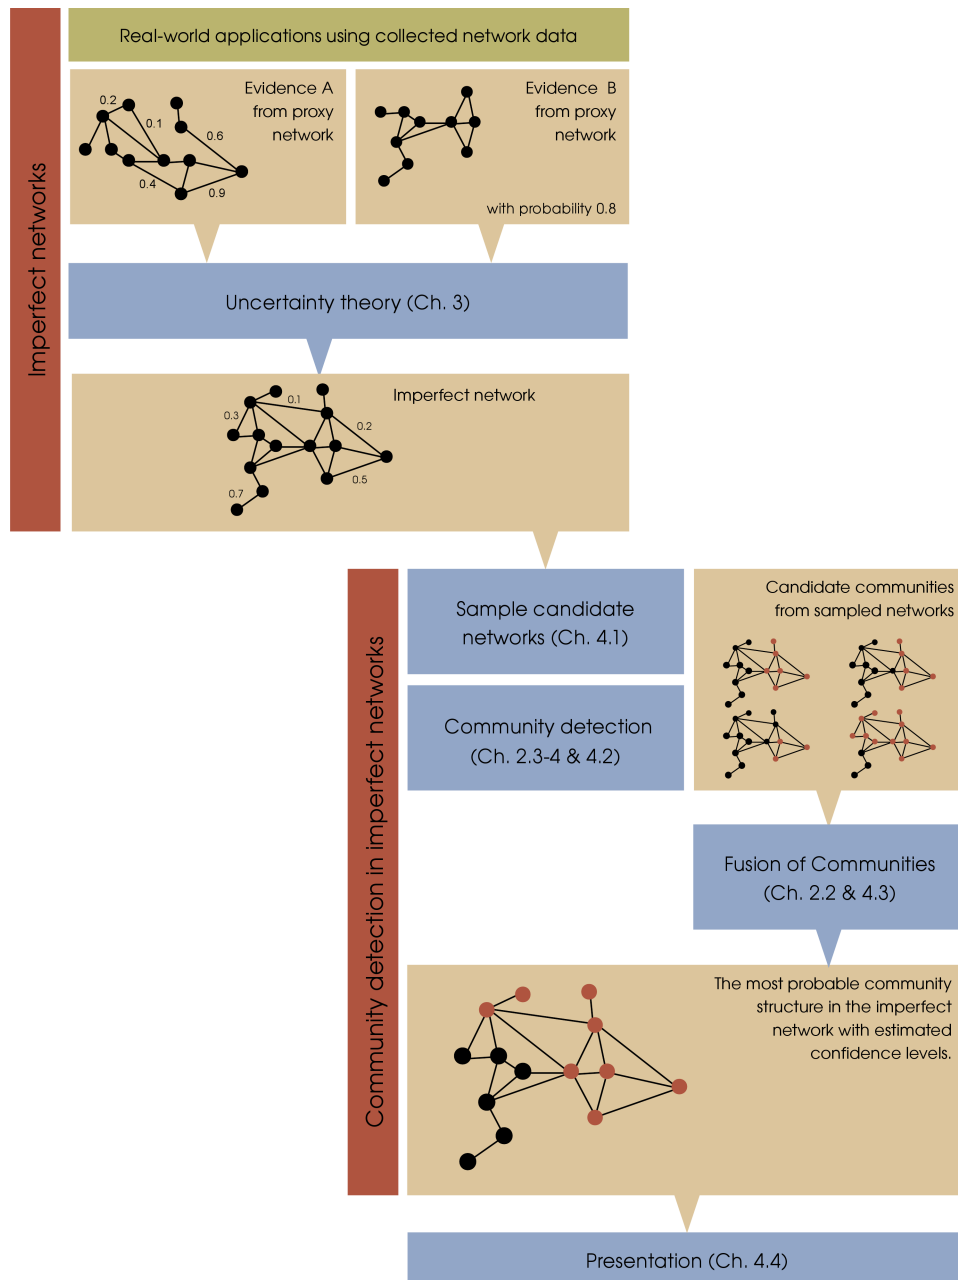 Real-world applications using collected network data
Imperfect networks
Evidence A
from proxy
network
0.2
0.1
0.6
0.4
0.9
Evidence B
from proxy
network
with probability 0.8
Uncertainty theory (Ch. 3)
Imperfect network
0.1
0.3
0.2
0.5
0.7
Community detection in imperfect networks
Sample candidate
networks (Ch. 4.1)
Community detection
(Ch. 2.3-4 & 4.2)
Candidate communities
from sampled networks
Fusion of Communities
(Ch. 2.2 & 4.3)
The most probable community
structure in the imperfect
network with estimated
confidence levels.
Presentation (Ch. 4.4)